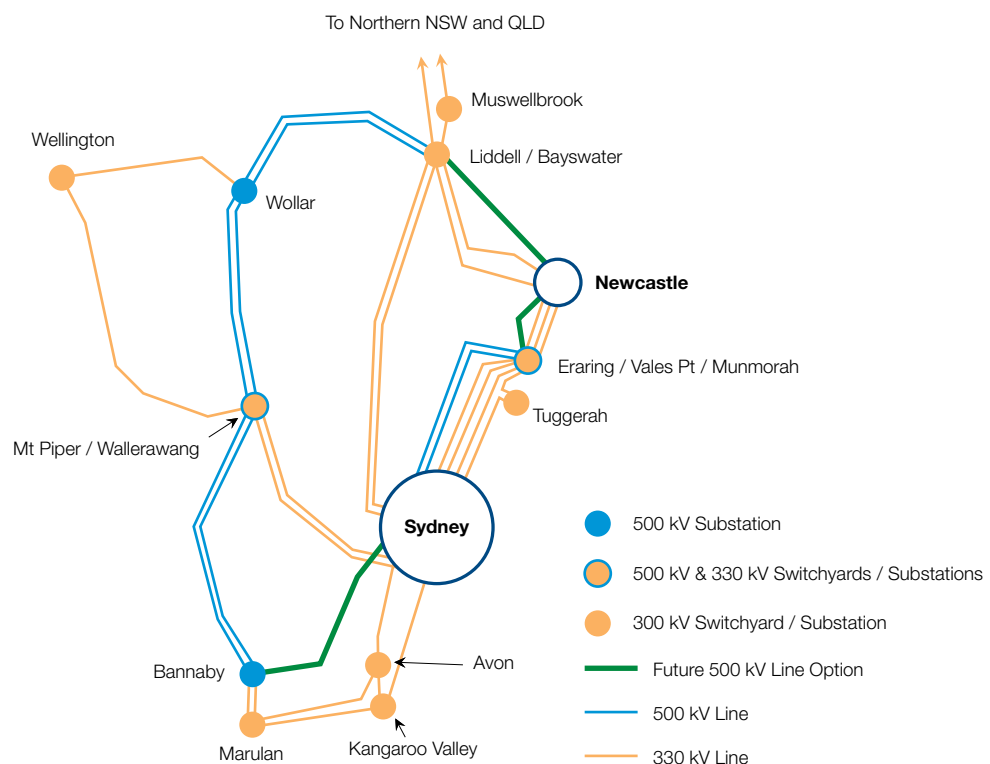 To Northern NSW and QLD
Muswellbrook
Wellington
Liddell / Bayswater
Wollar
Newcastle
Eraring / Vales Pt / Munmorah
Tuggerah
Mt Piper / Wallerawang
Sydney
500 kV Substation
500 kV & 330 kV Switchyards / Substations
300 kV Switchyard / Substation
Bannaby
Avon
Future 500 kV Line Option
500 kV Line
Marulan
Kangaroo Valley
330 kV Line